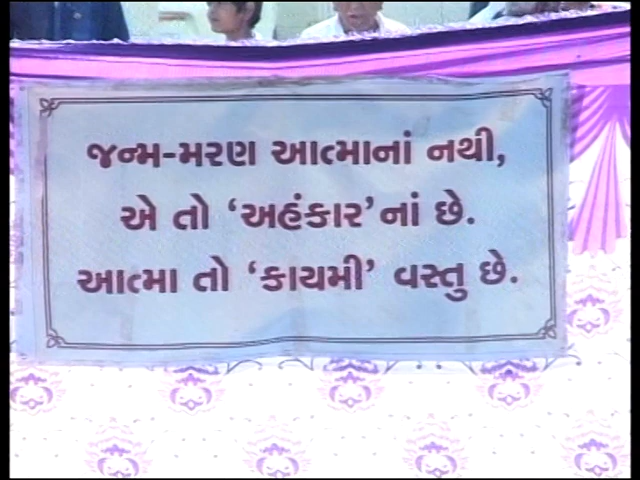 જન્મ-મરણ આત્માનાં નથી,
એ તો ‘અહંકાર’નાં છે.
આત્મા તો ‘કાયમી’ વસ્તુ છે.